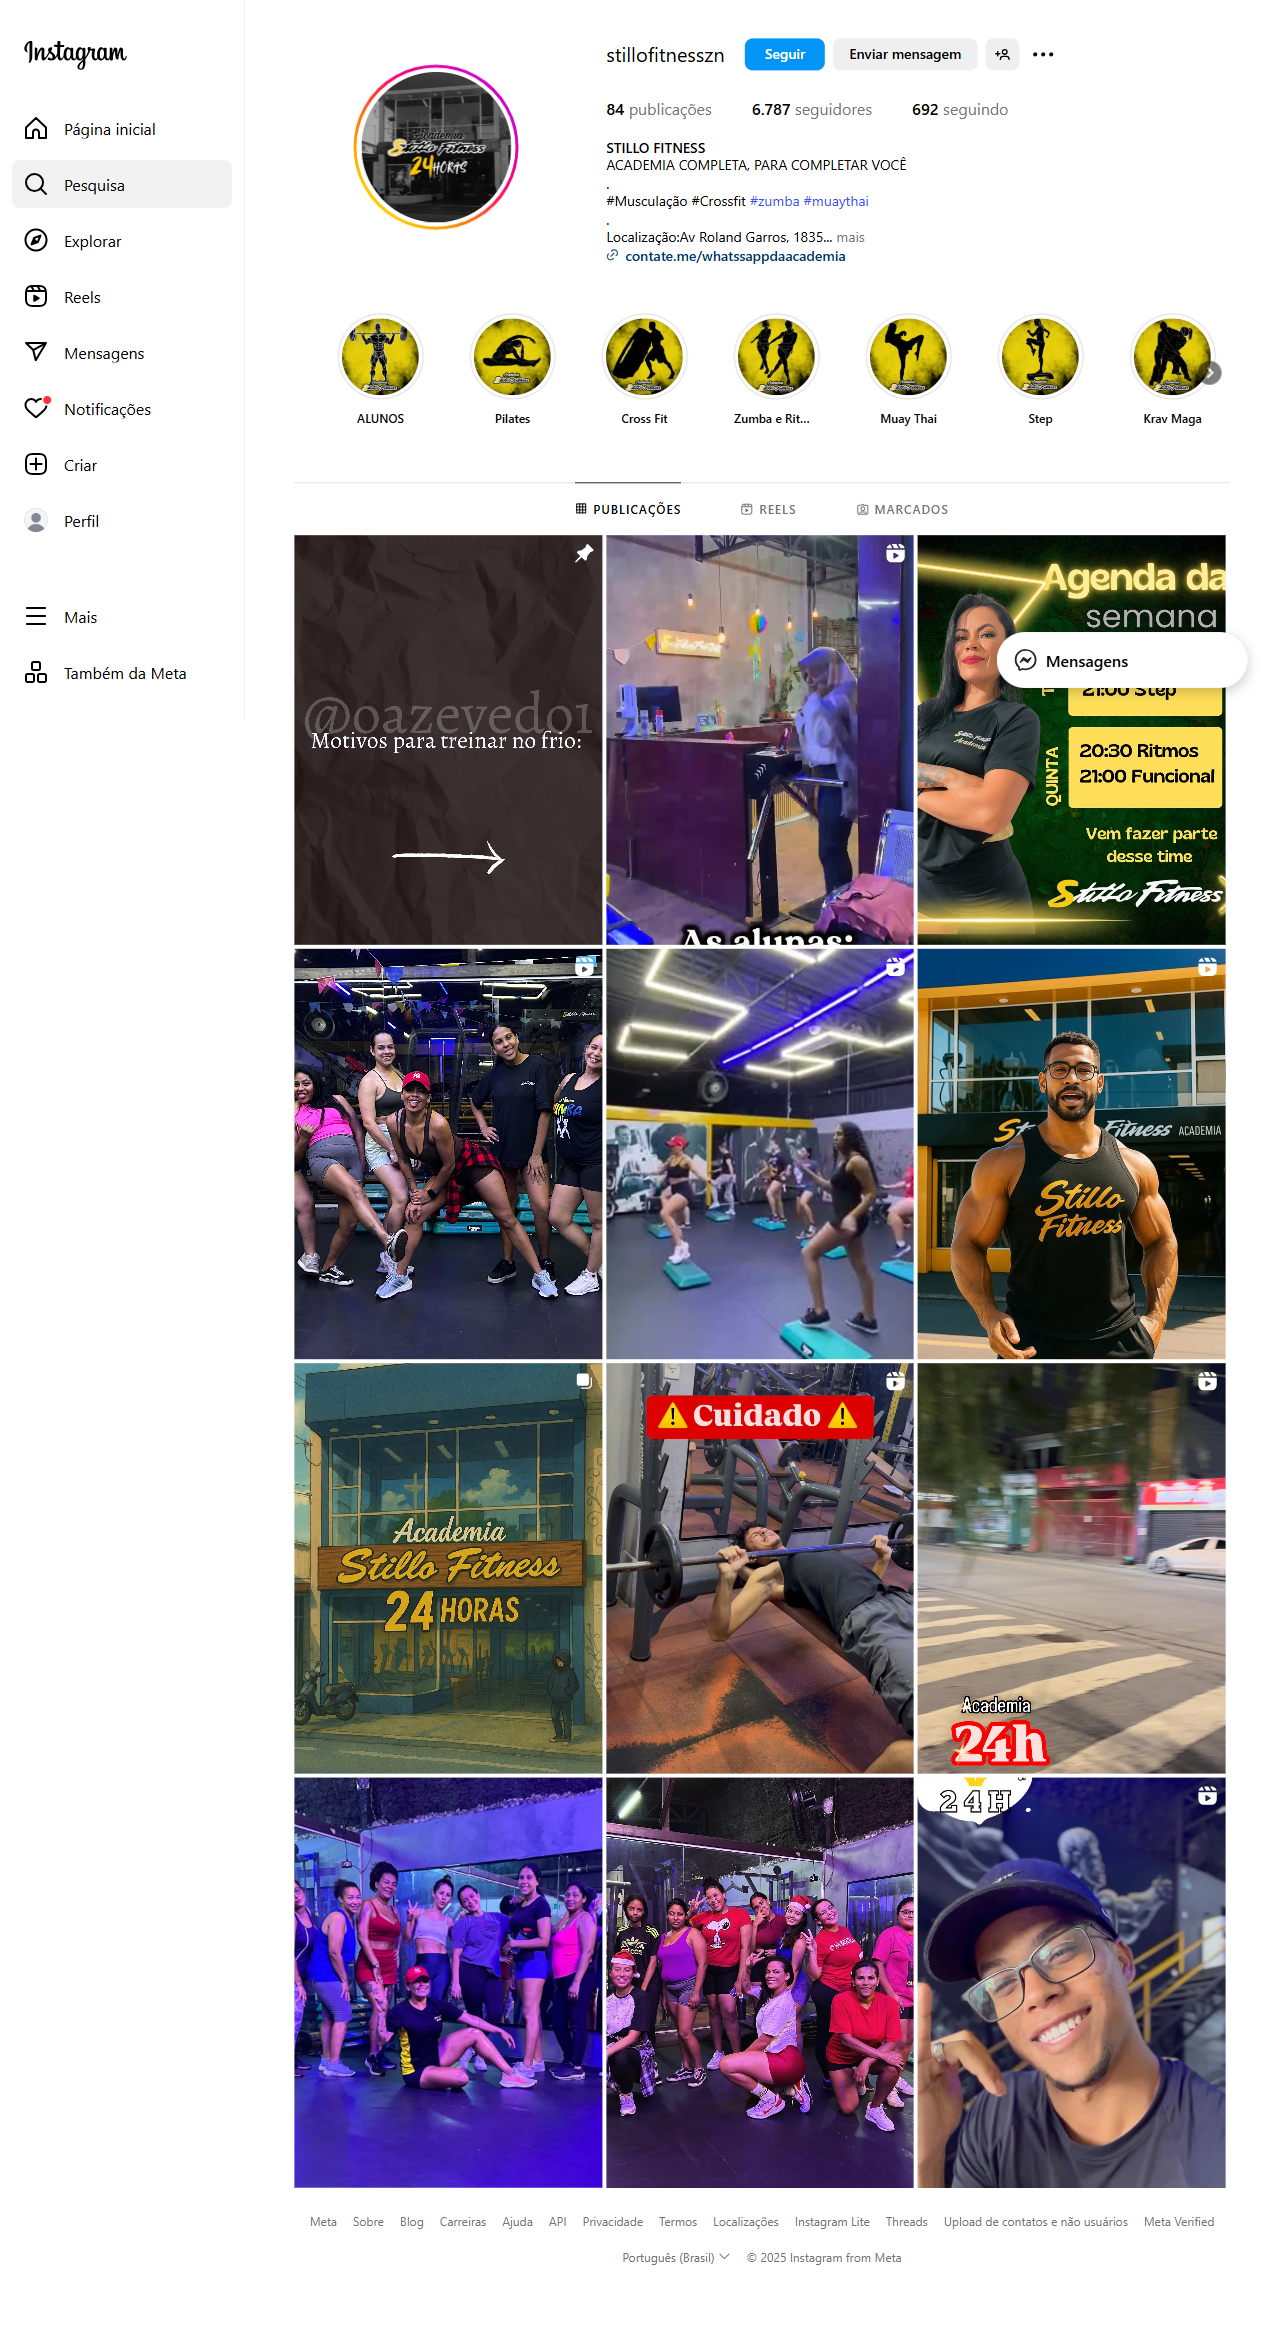 Instagram
Página inicial
Pesquisa
Explorar
Reels
Mensagens
Notificações
Criar
Perfil
Mais
Também da Meta
stillofitnesszn
Seguir
Enviar mensagem
84 publicações
6.787 seguidores
692 seguindo
STILLO FITNESS
ACADEMIA COMPLETA, PARA COMPLETAR VOCÊ
.
#Musculação #Crossfit #zumba #muaythai
.
Localização:Av Roland Garros, 1835... mais
contate.me/whatssappdaacademia
Academia
Stillo Fitness
24HORAS
ALUNOS
Pilates
Cross Fit
Zumba e Rit...
Muay Thai
Step
Krav Maga
PUBLICAÇÕES
REELS
MARCADOS
@oazevedo1
Motivos para treinar no frio:
As alunas:
Agenda da
semana
Mensagens
21:00 Step
QUINTA
20:30 Ritmos
21:00 Funcional
Vem fazer parte
desse time
Stillo Fitness
Fitness ACADEMIA
Stillo
Fitness
Academia
Stillo Fitness
24 HORAS
⚠ Cuidado ⚠
Academia
24h
24H
Meta
Sobre
Blog
Carreiras
Ajuda
API
Privacidade
Termos
Localizações
Instagram Lite
Threads
Upload de contatos e não usuários
Meta Verified
Português (Brasil)
© 2025 Instagram from Meta